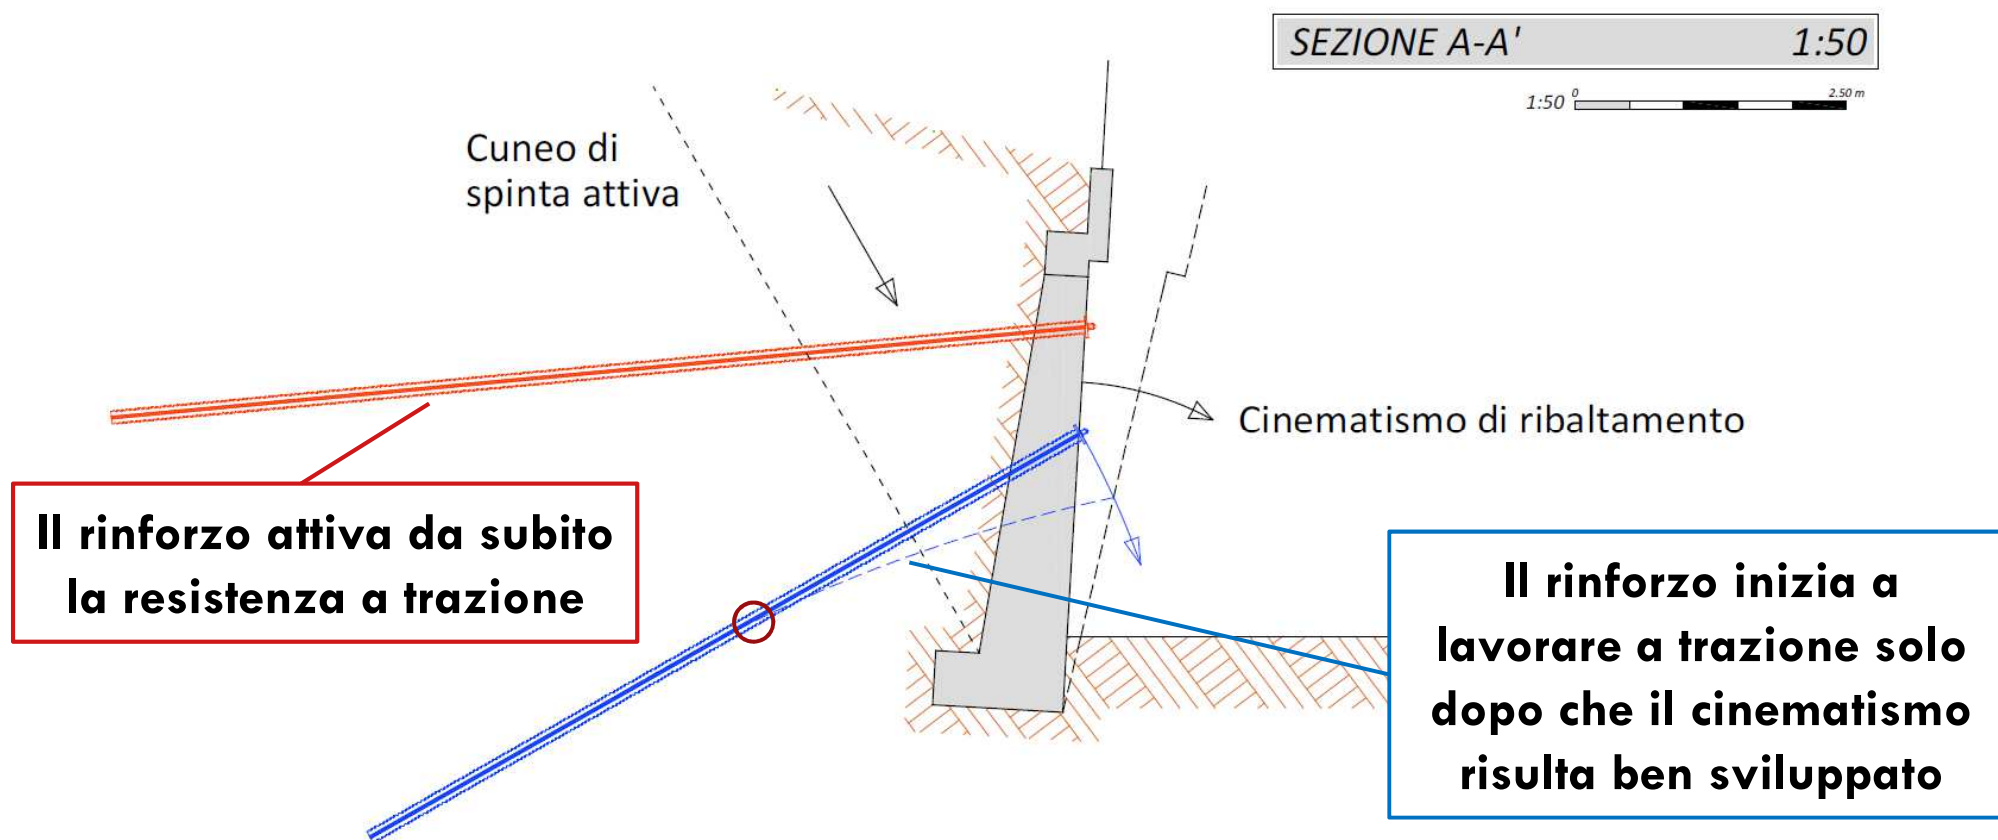 SEZIONE A-A' 1:50
1:50 0 2.50 m
Cuneo di
spinta attiva
Cinematismo di ribaltamento
Il rinforzo attiva da subito
la resistenza a trazione
Il rinforzo inizia a
lavorare a trazione solo
dopo che il cinematismo
risulta ben sviluppato